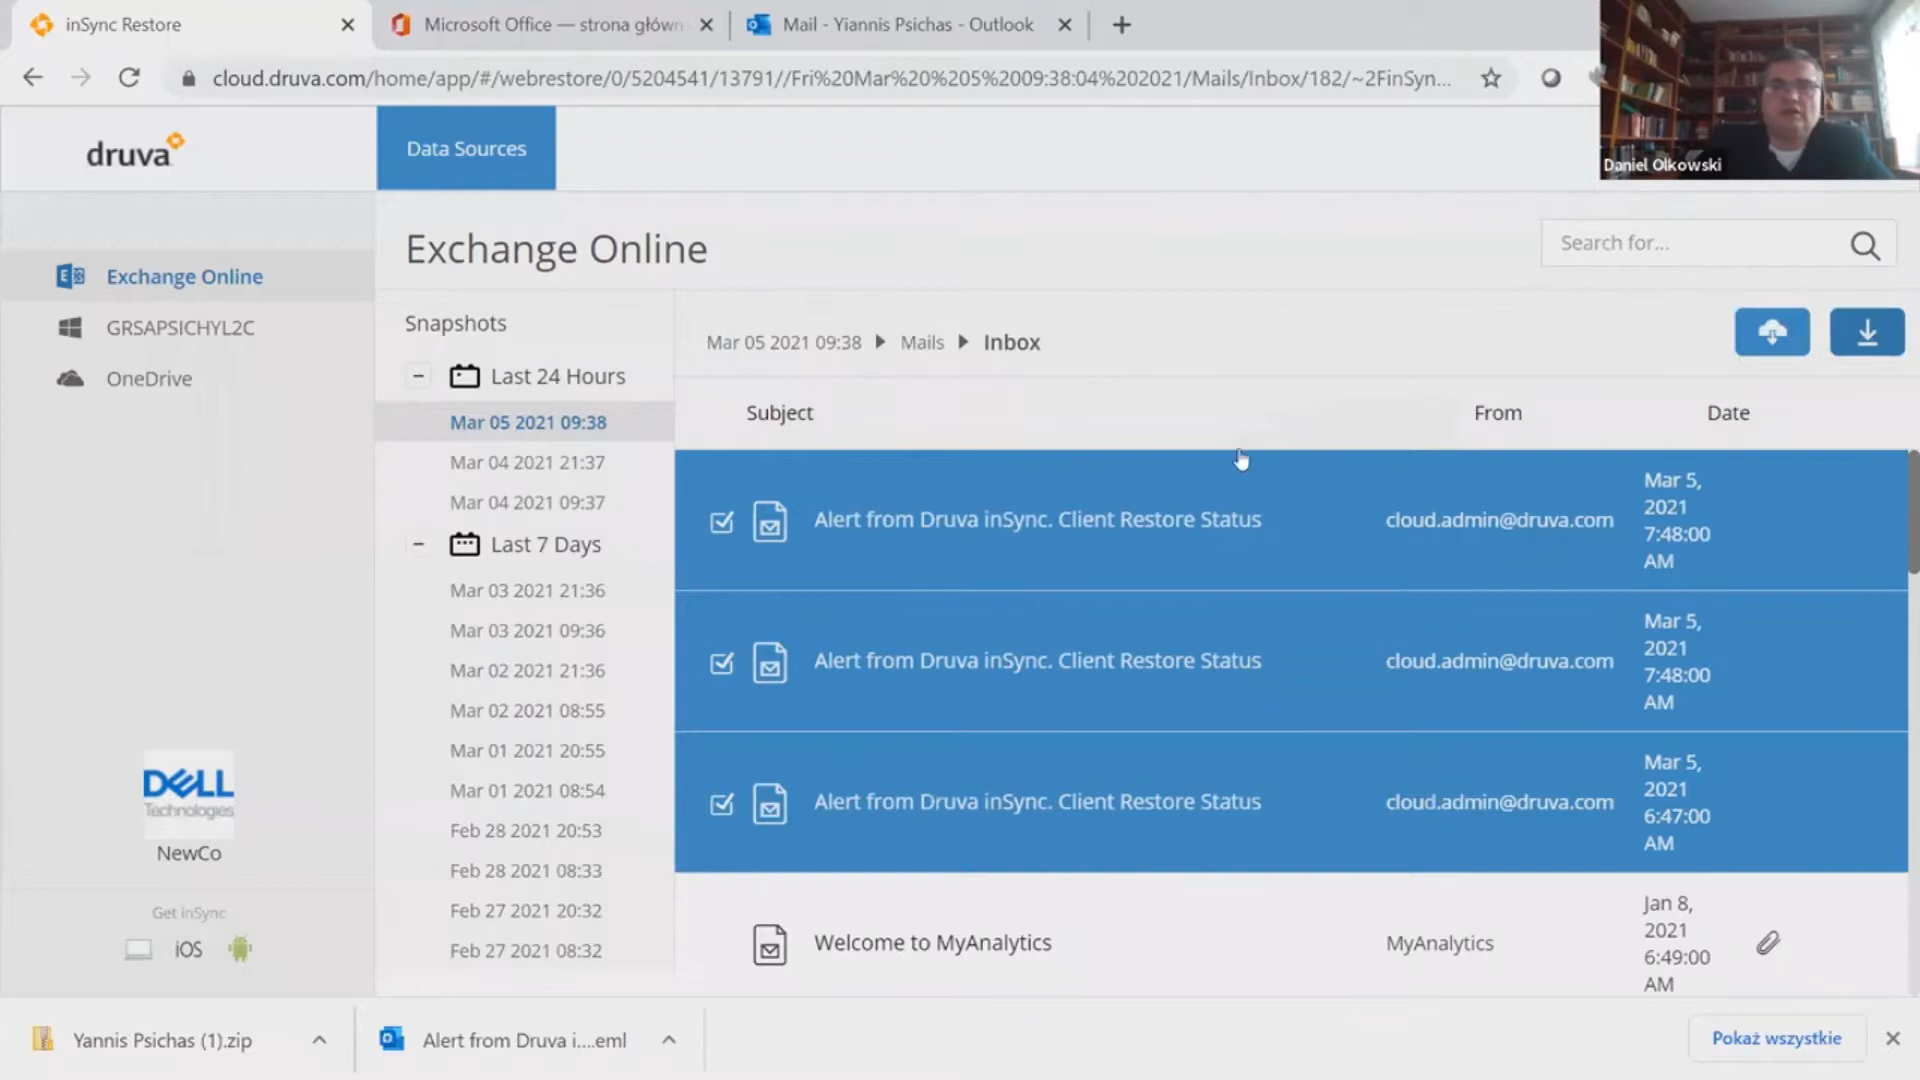 inSync Restore
Microsoft Office — strona główn
Mail - Yiannis Psichas - Outlook
cloud.druva.com/home/app/#/webrestore/0/5204541/13791//Fri%20Mar%20%205%2009:38:04%202021/Mails/Inbox/182/~2FinSyn...
Daniel Olkowski
druva
Data Sources
Exchange Online
GRSAPSICHYL2C
OneDrive
DELL
Technologies
NewCo
Get inSync
iOS
Exchange Online
Search for...
Snapshots
Last 24 Hours
Mar 05 2021 09:38
Mar 04 2021 21:37
Mar 04 2021 09:37
Last 7 Days
Mar 03 2021 21:36
Mar 03 2021 09:36
Mar 02 2021 21:36
Mar 02 2021 08:55
Mar 01 2021 20:55
Mar 01 2021 08:54
Feb 28 2021 20:53
Feb 28 2021 08:33
Feb 27 2021 20:32
Feb 27 2021 08:32
Mar 05 2021 09:38 Mails Inbox
Subject From Date
Alert from Druva inSync. Client Restore Status cloud.admin@druva.com
Mar 5,
2021
7:48:00
AM
Alert from Druva inSync. Client Restore Status cloud.admin@druva.com
Mar 5,
2021
7:48:00
AM
Alert from Druva inSync. Client Restore Status cloud.admin@druva.com
Mar 5,
2021
6:47:00
AM
Welcome to MyAnalytics MyAnalytics
Jan 8,
2021
6:49:00
AM
Yannis Psichas (1).zip
Alert from Druva i....eml
Pokaż wszystkie